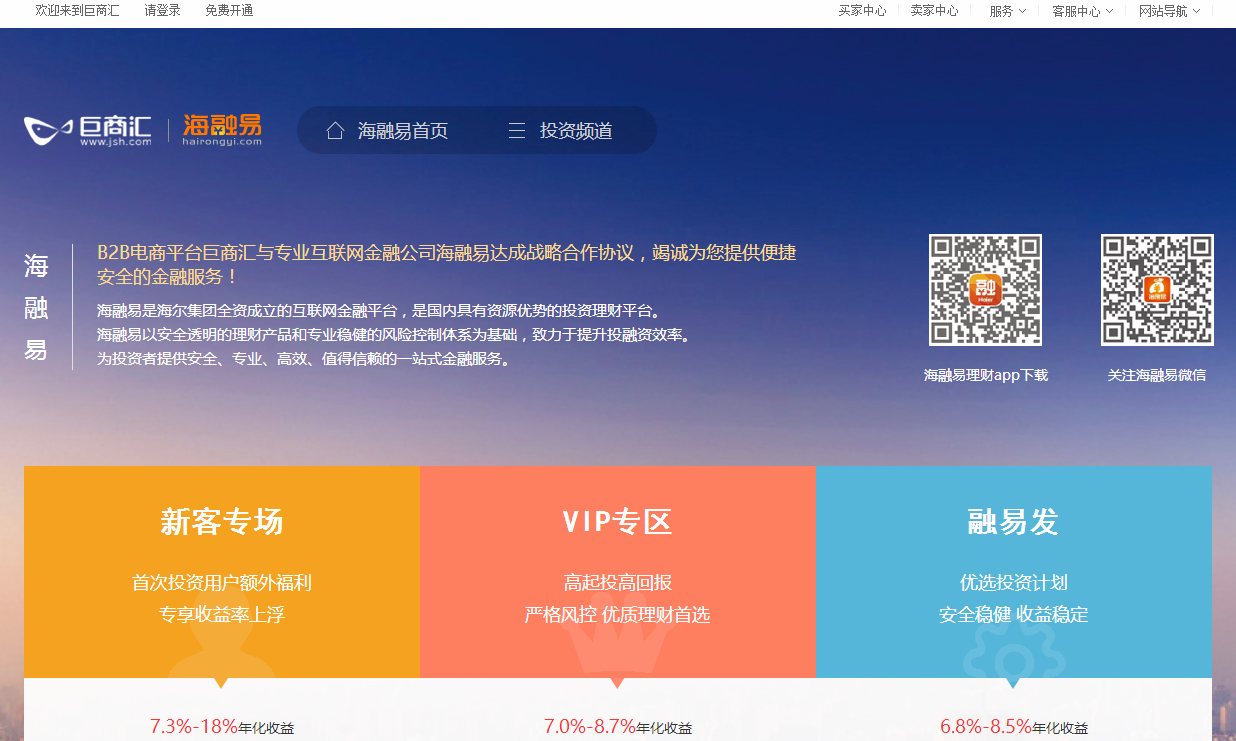 欢迎来到巨商汇 请登录 免费开通 买家中心 卖家中心 服务 客服中心 网站导航
巨商汇 海融易
www.jsh.com hairongyi.com
海融易首页 投资频道
海融易
B2B电商平台巨商汇与专业互联网金融公司海融易达成战略合作协议，竭诚为您提供便捷
安全的金融服务！
海融易是海尔集团全资成立的互联网金融平台，是国内具有资源优势的投资理财平台。
海融易以安全透明的理财产品和专业稳健的风险控制体系为基础，致力于提升投融资效率。
为投资者提供安全、专业、高效、值得信赖的一站式金融服务。
融
Haier
海融易
海融易理财app下载 关注海融易微信
新客专场
首次投资用户额外福利
专享收益率上浮
7.3%-18%年化收益
VIP专区
高起投高回报
严格风控 优质理财首选
7.0%-8.7%年化收益
融易发
优选投资计划
安全稳健 收益稳定
6.8%-8.5%年化收益